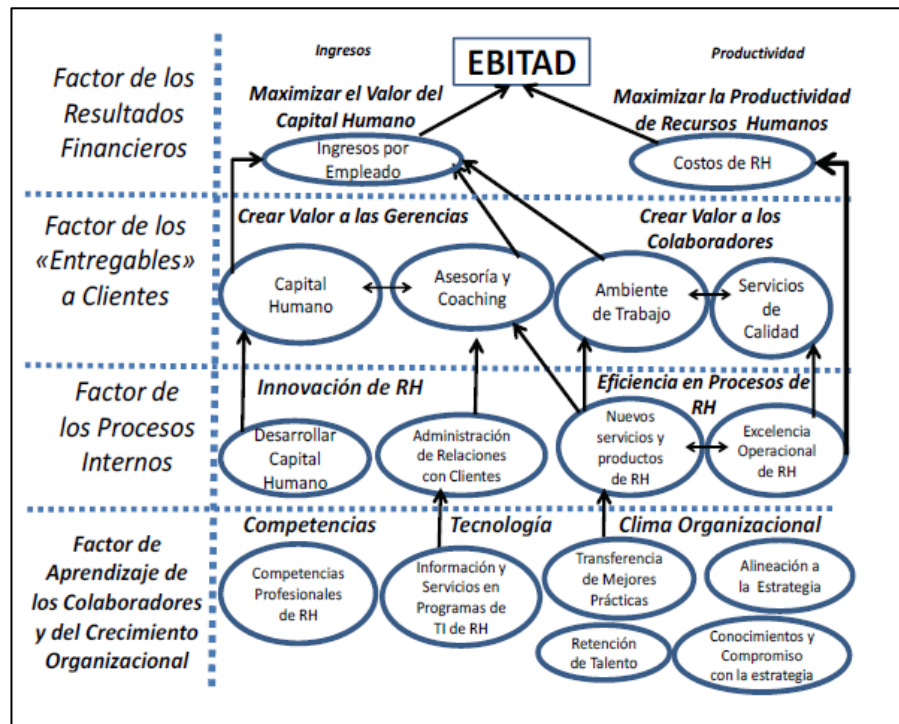 Ingresos
EBITAD
Productividad
Factor de los
Resultados
Financieros
Maximizar el Valor del
Capital Humano
Maximizar la Productividad
de Recursos Humanos
Ingresos por
Empleado
Costos de RH
Factor de los
«Entregables»
a Clientes
Crear Valor a las Gerencias
Crear Valor a los
Colaboradores
Capital
Humano
Asesoría y
Coaching
Ambiente
de Trabajo
Servicios
de
Calidad
Factor de
los Procesos
Internos
Innovación de RH
Eficiencia en Procesos de
RH
Desarrollar
Capital
Humano
Administración
de Relaciones
con Clientes
Nuevos
servicios y
productos
de RH
Excelencia
Operacional
de RH
Factor de
Aprendizaje de
los Colaboradores
y del Crecimiento
Organizacional
Competencias
Tecnología
Clima Organizacional
Competencias
Profesionales
de RH
Información y
Servicios en
Programas de
TI de RH
Transferencia
de Mejores
Prácticas
Alineación a
la Estrategia
Retención
de Talento
Conocimientos y
Compromiso
con la estrategia